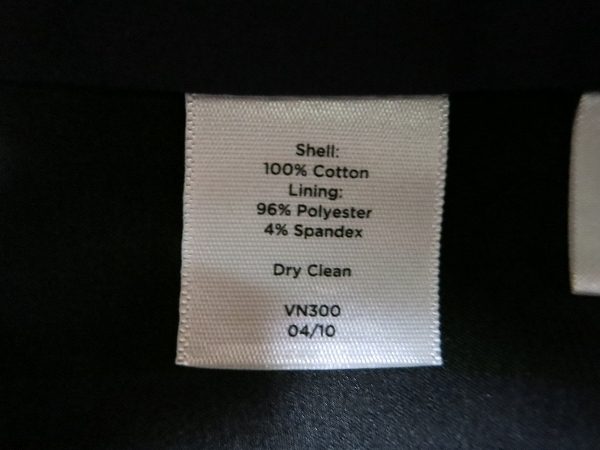 Shell:
100% Cotton
Lining:
96% Polyester
4% Spandex
Dry Clean
VN300
04/10